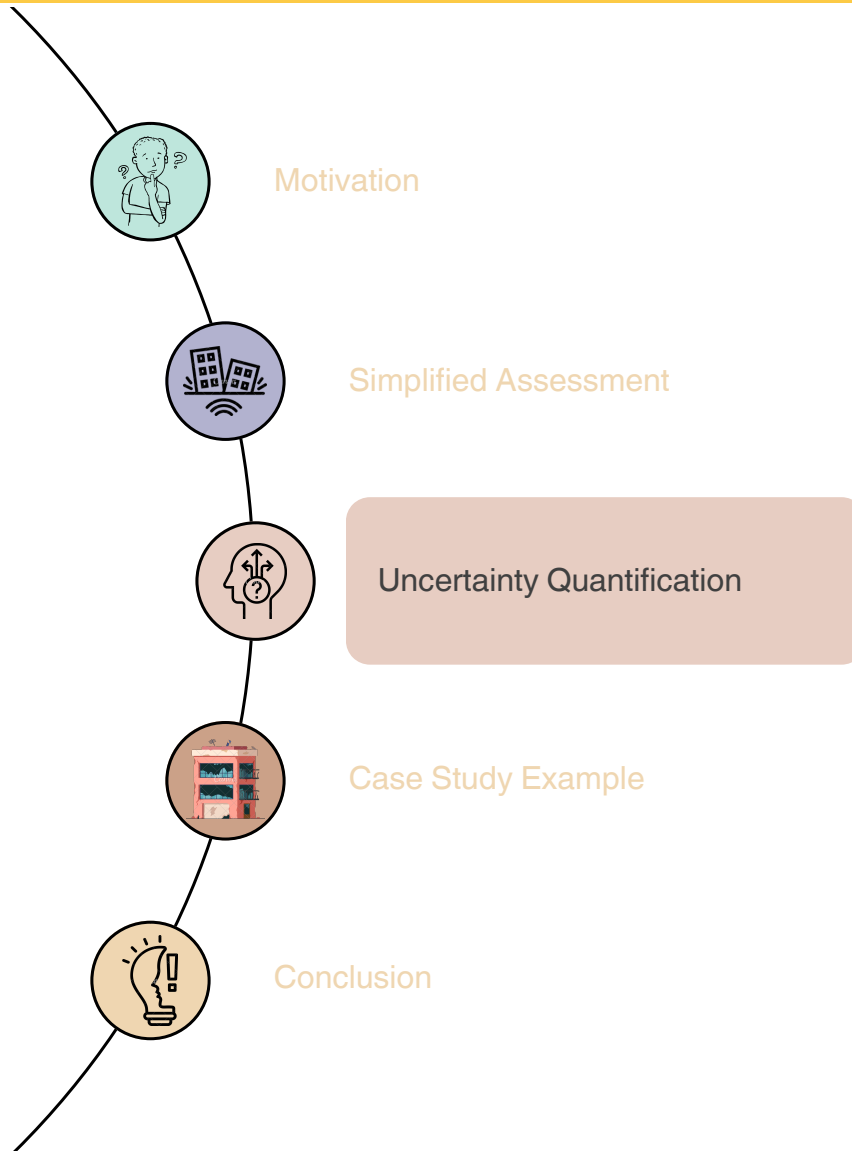 Motivation
Simplified Assessment
Uncertainty Quantification
Case Study Example
Conclusion